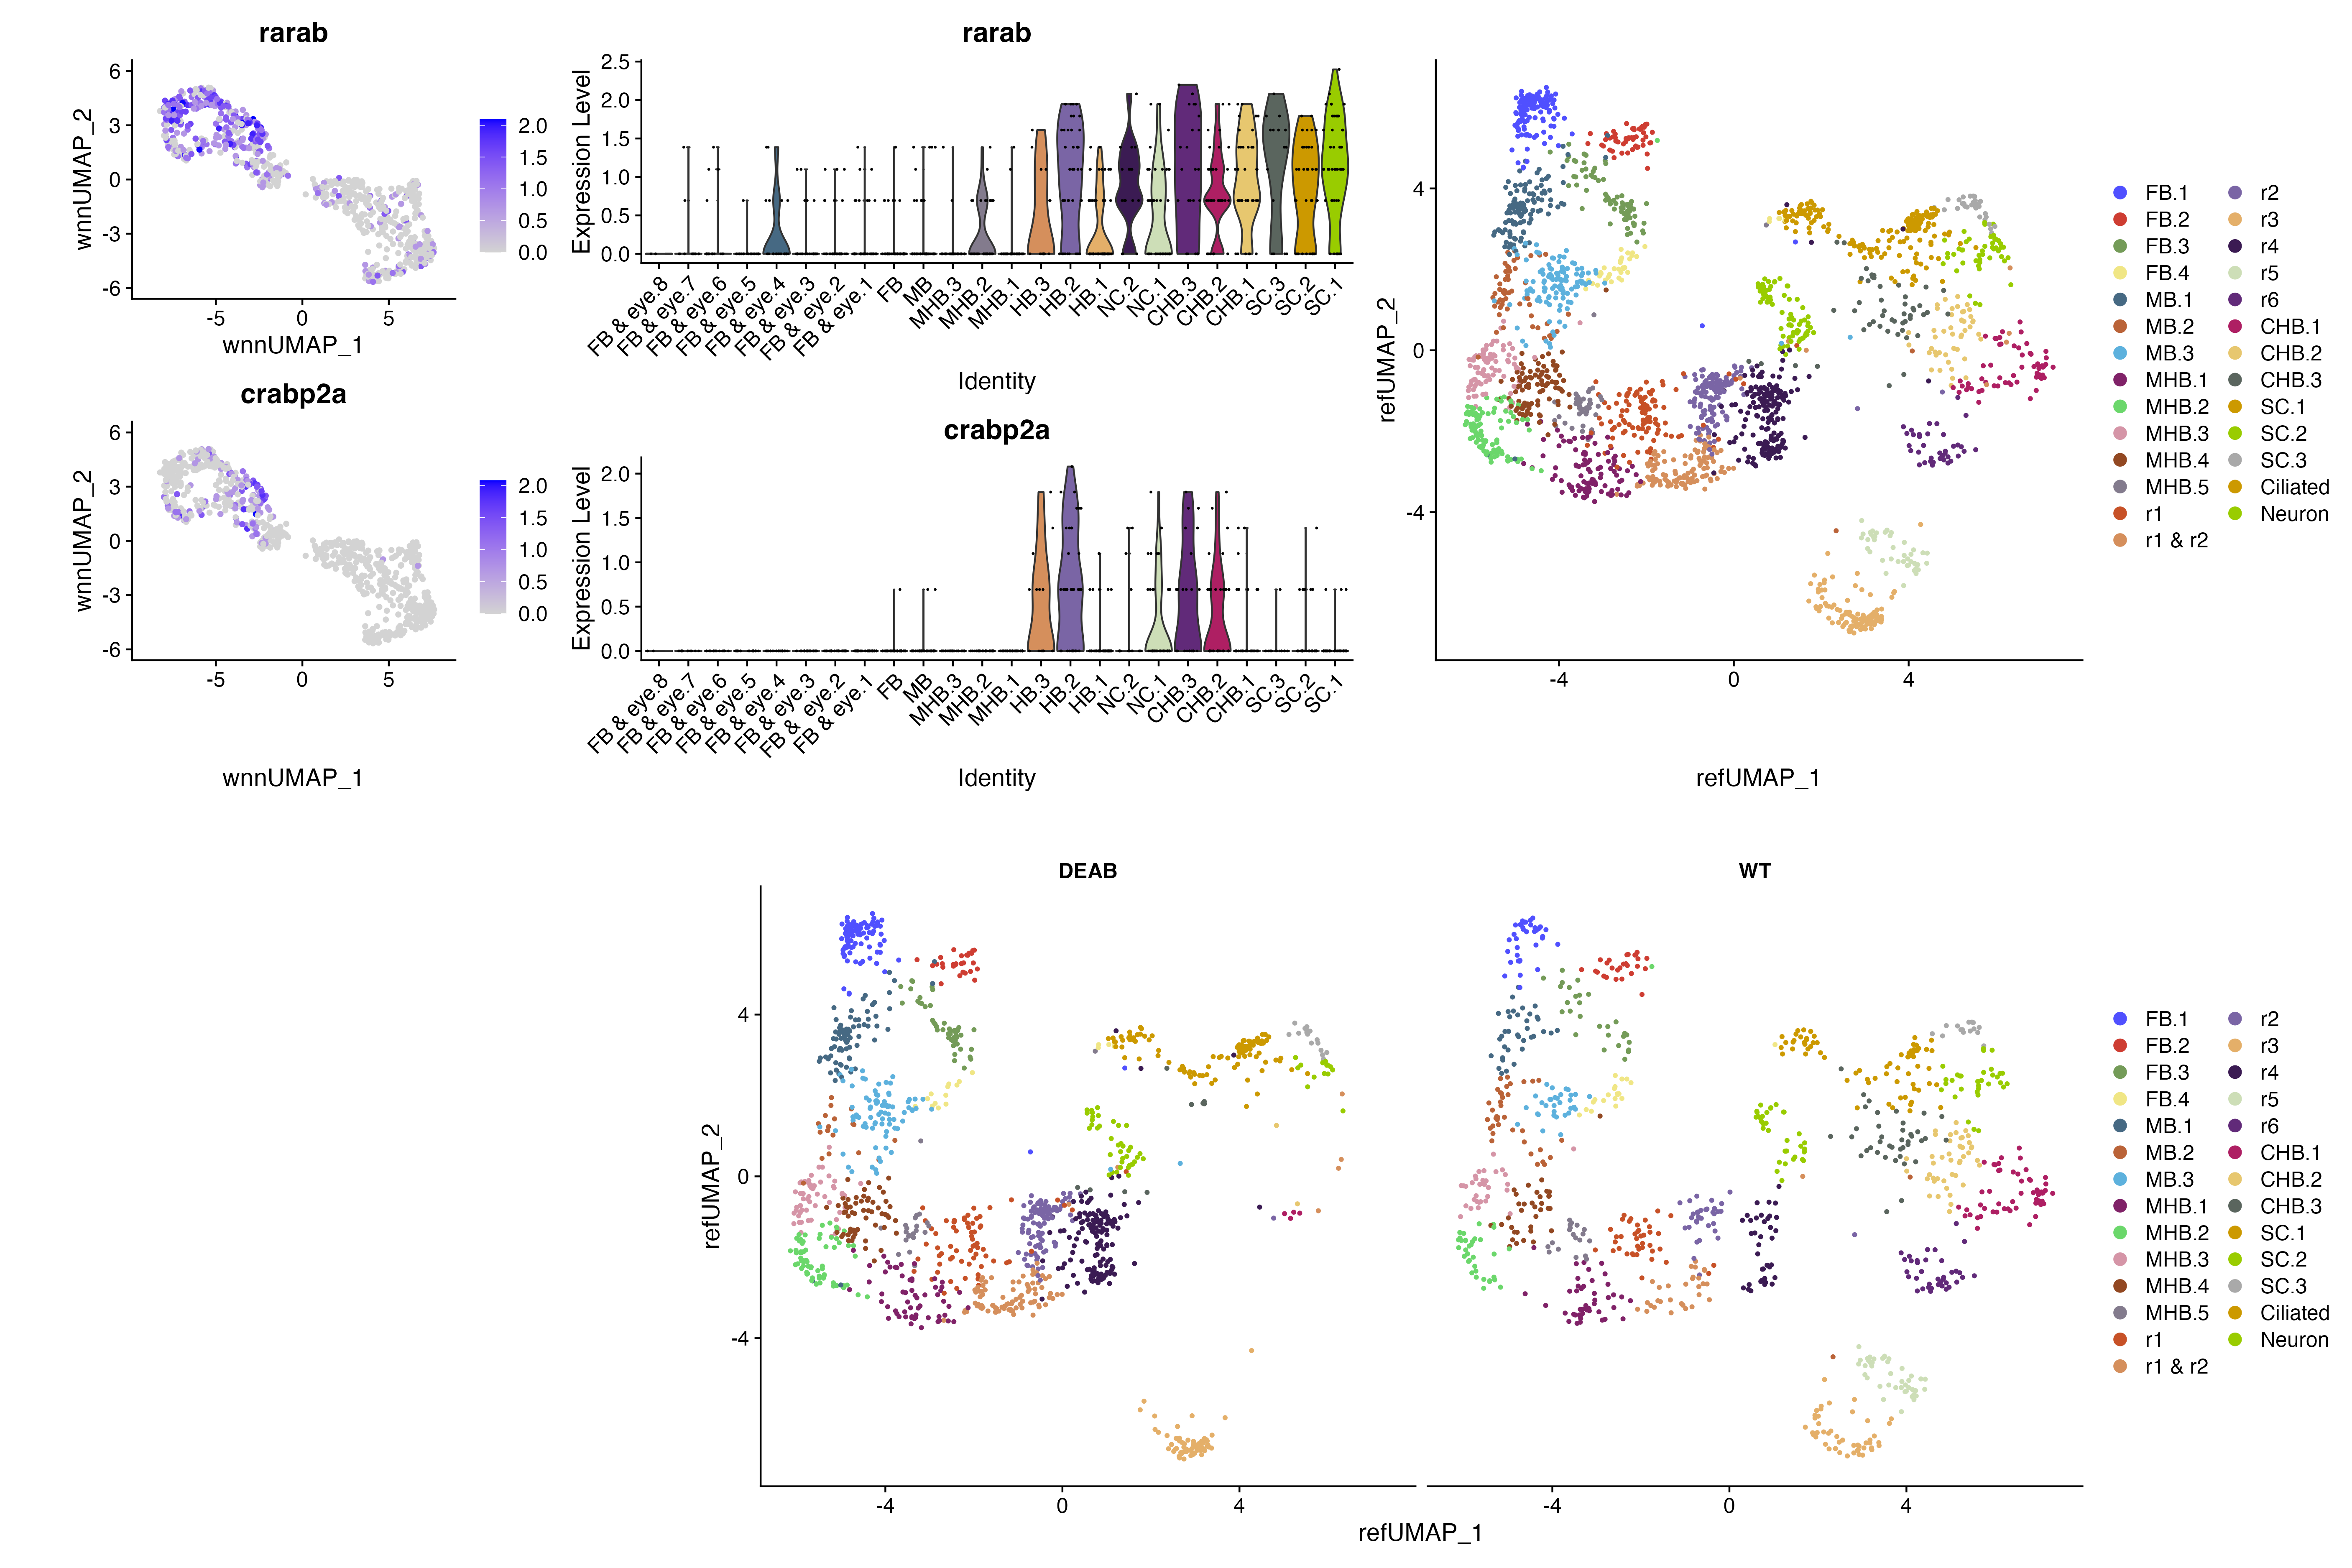 rarab
6
3
0
-3
-6
wnnUMAP_2
-5 0 5
wnnUMAP_1
2.0
1.5
1.0
0.5
0.0
crabp2a
6
3
0
-3
-6
wnnUMAP_2
-5 0 5
wnnUMAP_1
2.0
1.5
1.0
0.5
0.0
rarab
2.5
2.0
1.5
1.0
0.5
0.0
Expression Level
FB & eye.8
FB & eye.7
FB & eye.6
FB & eye.5
FB & eye.4
FB & eye.3
FB & eye.2
FB & eye.1
FB
MB
MHB.3
MHB.2
MHB.1
HB.3
HB.2
HB.1
NC.2
NC.1
CHB.3
CHB.2
CHB.1
SC.3
SC.2
SC.1
Identity
crabp2a
2.0
1.5
1.0
0.5
0.0
Expression Level
FB & eye.8
FB & eye.7
FB & eye.6
FB & eye.5
FB & eye.4
FB & eye.3
FB & eye.2
FB & eye.1
FB
MB
MHB.3
MHB.2
MHB.1
HB.3
HB.2
HB.1
NC.2
NC.1
CHB.3
CHB.2
CHB.1
SC.3
SC.2
SC.1
Identity
4
0
-4
refUMAP_2
-4 0 4
refUMAP_1
FB.1 r2
FB.2 r3
FB.3 r4
FB.4 r5
MB.1 r6
MB.2 CHB.1
MB.3 CHB.2
MHB.1 CHB.3
MHB.2 SC.1
MHB.3 SC.2
MHB.4 SC.3
MHB.5 Ciliated
r1 Neuron
r1 & r2
DEAB WT
4
0
-4
refUMAP_2
-4 0 4 -4 0 4
refUMAP_1
FB.1 r2
FB.2 r3
FB.3 r4
FB.4 r5
MB.1 r6
MB.2 CHB.1
MB.3 CHB.2
MHB.1 CHB.3
MHB.2 SC.1
MHB.3 SC.2
MHB.4 SC.3
MHB.5 Ciliated
r1 Neuron
r1 & r2